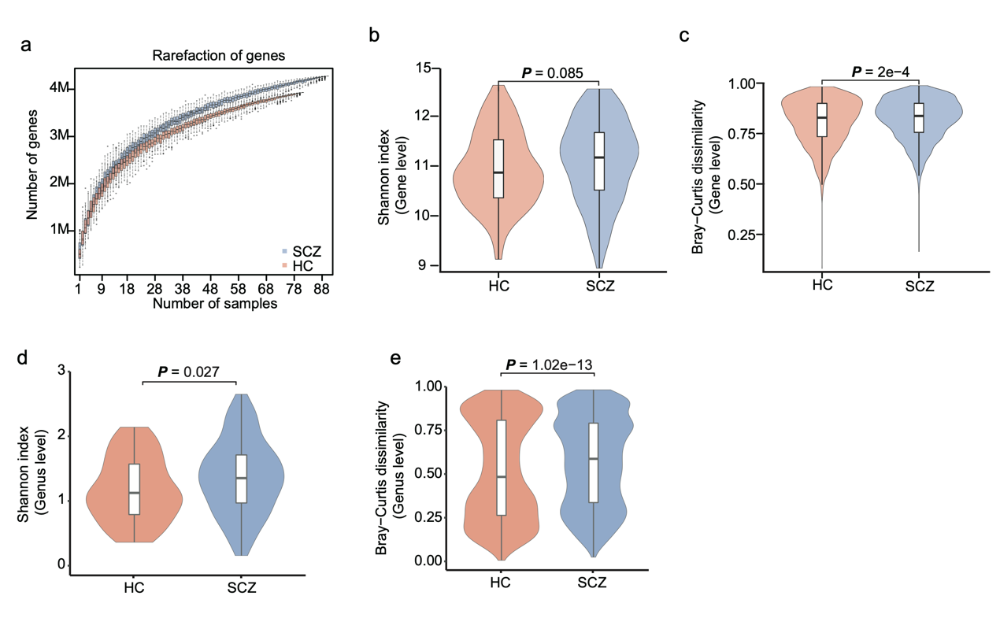 a
Rarefaction of genes
Number of genes
4M
3M
2M
1M
SCZ
HC
1 9 18 28 38 48 58 68 78 88
Number of samples
b
P = 0.085
Shannon index
(Gene level)
15
12
11
10
9
HC SCZ
c
P = 2e−4
Bray−Curtis dissimilarity
(Gene level)
1.00
0.75
0.50
0.25
HC SCZ
d
P = 0.027
Shannon index
(Genus level)
3
2
1
0
HC SCZ
e
P = 1.02e−13
Bray−Curtis dissimilarity
(Genus level)
1.00
0.75
0.50
0.25
0.00
HC SCZ